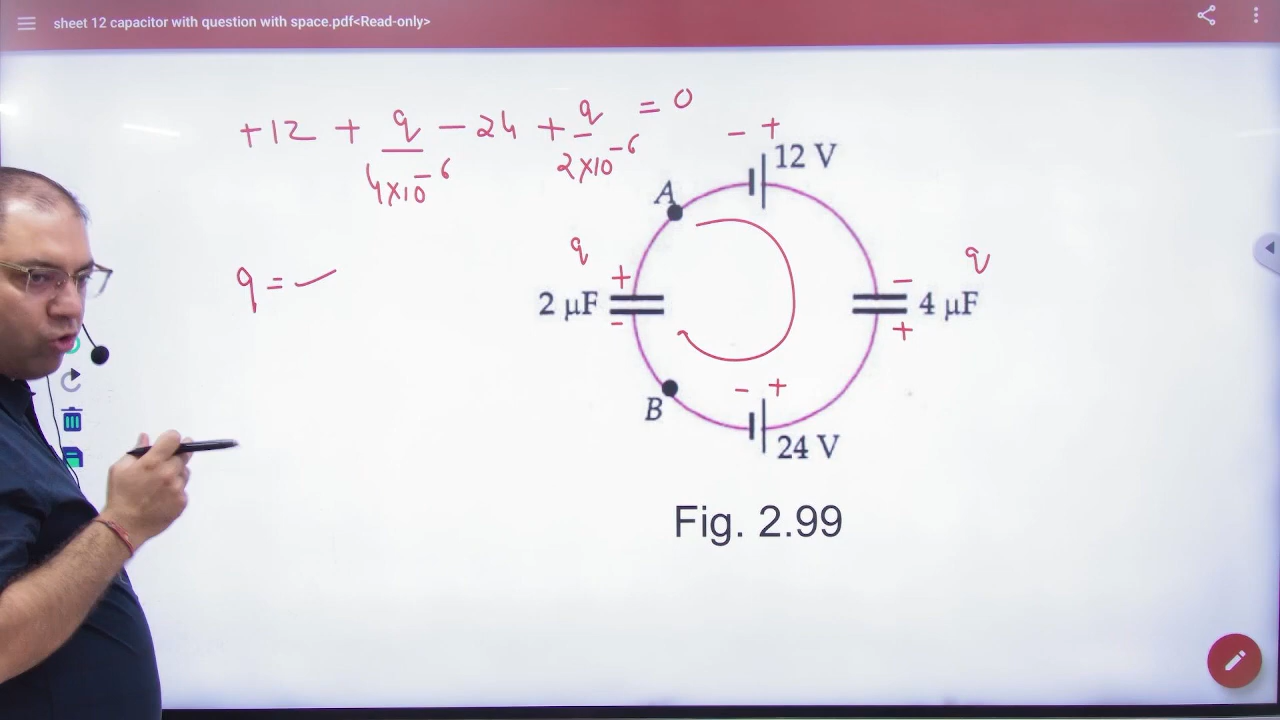 sheet 12 capacitor with question with space.pdf<Read-only>
+12 + q/4×10⁻⁶ − 24 + q/2×10⁻⁶ = 0
q =
− +
12 V
A
q
+
2 μF
−
−
q
4 μF
+
B
− +
24 V
Fig. 2.99